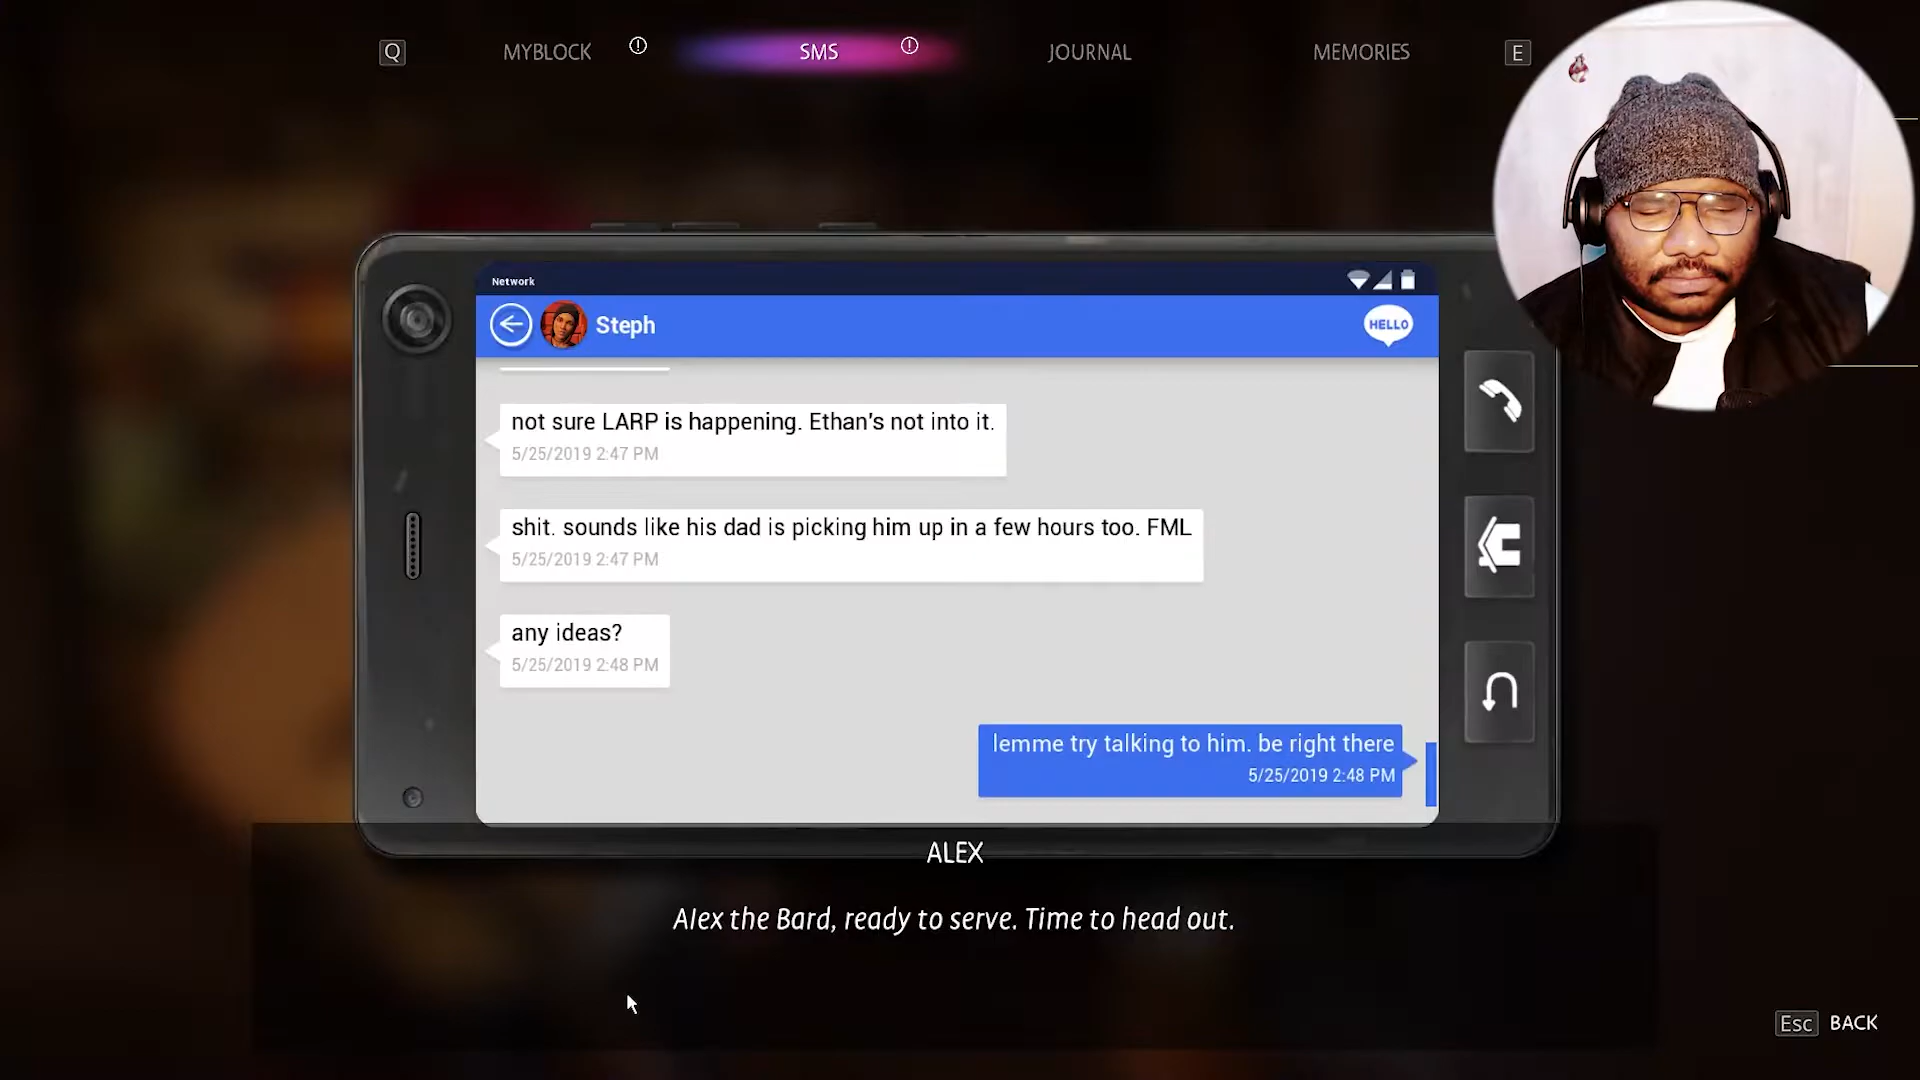 Q MYBLOCK SMS JOURNAL MEMORIES E
Network
Steph
HELLO
not sure LARP is happening. Ethan's not into it.
5/25/2019 2:47 PM
shit. sounds like his dad is picking him up in a few hours too. FML
5/25/2019 2:47 PM
any ideas?
5/25/2019 2:48 PM
lemme try talking to him. be right there
5/25/2019 2:48 PM
ALEX
Alex the Bard, ready to serve. Time to head out.
Esc BACK